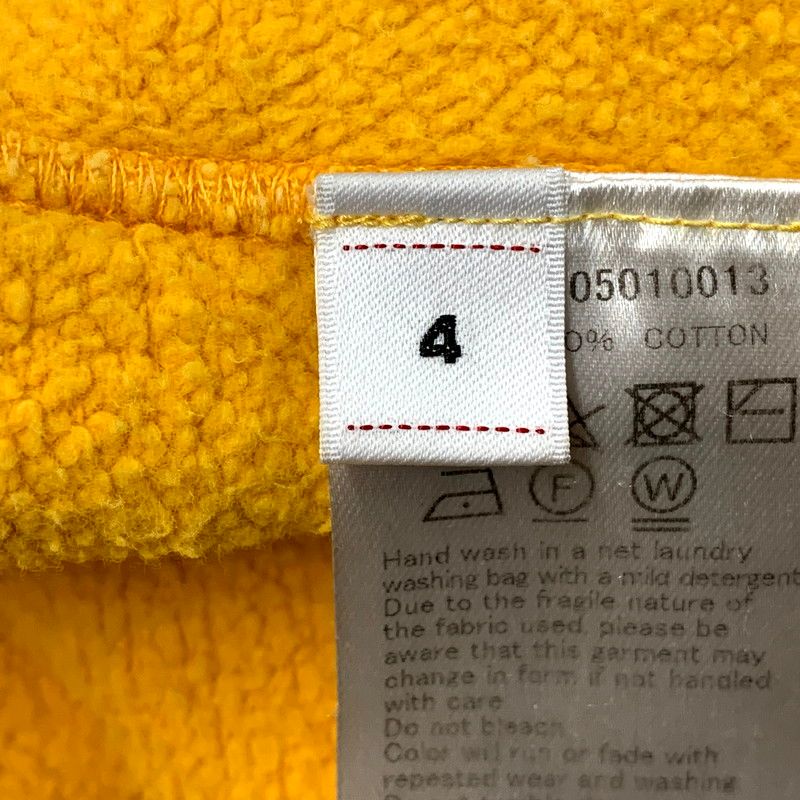 4
05010013
0% COTTON
F
W
Hand wash in a net laundry
washing bag with a mild detergent
Due to the fragile nature of
the fabric used, please be
aware that this garment may
change in form if not handled
with care
Do not bleach
Color will run or fade with
repeated wear and washing